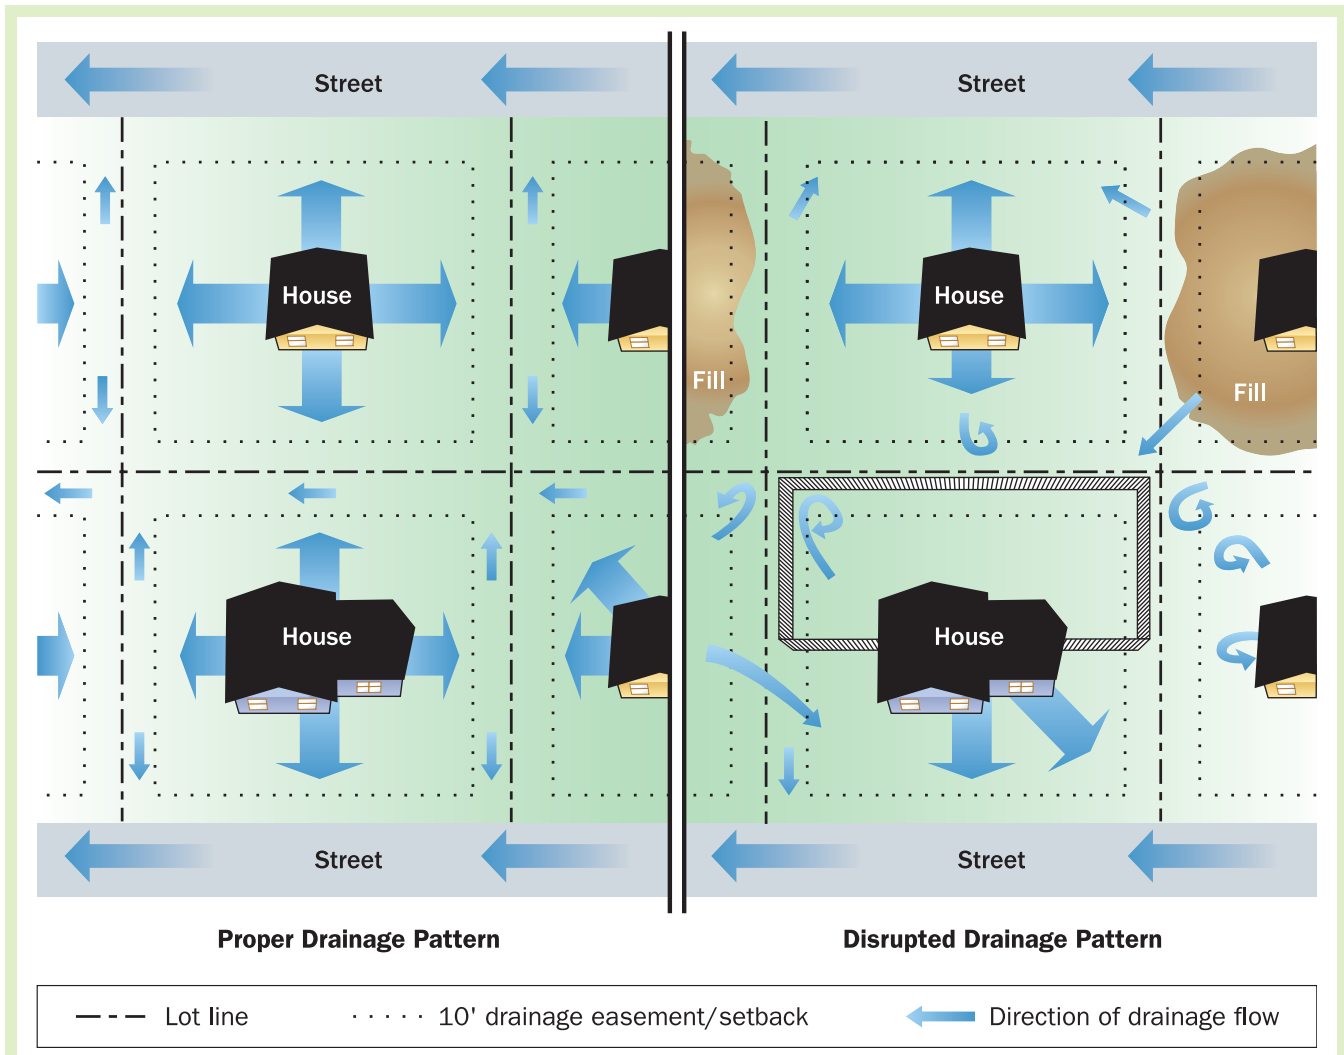 Street
Street
House
House
Fill
Fill
House
House
Street
Street
Proper Drainage Pattern
Disrupted Drainage Pattern
Lot line
10' drainage easement/setback
Direction of drainage flow